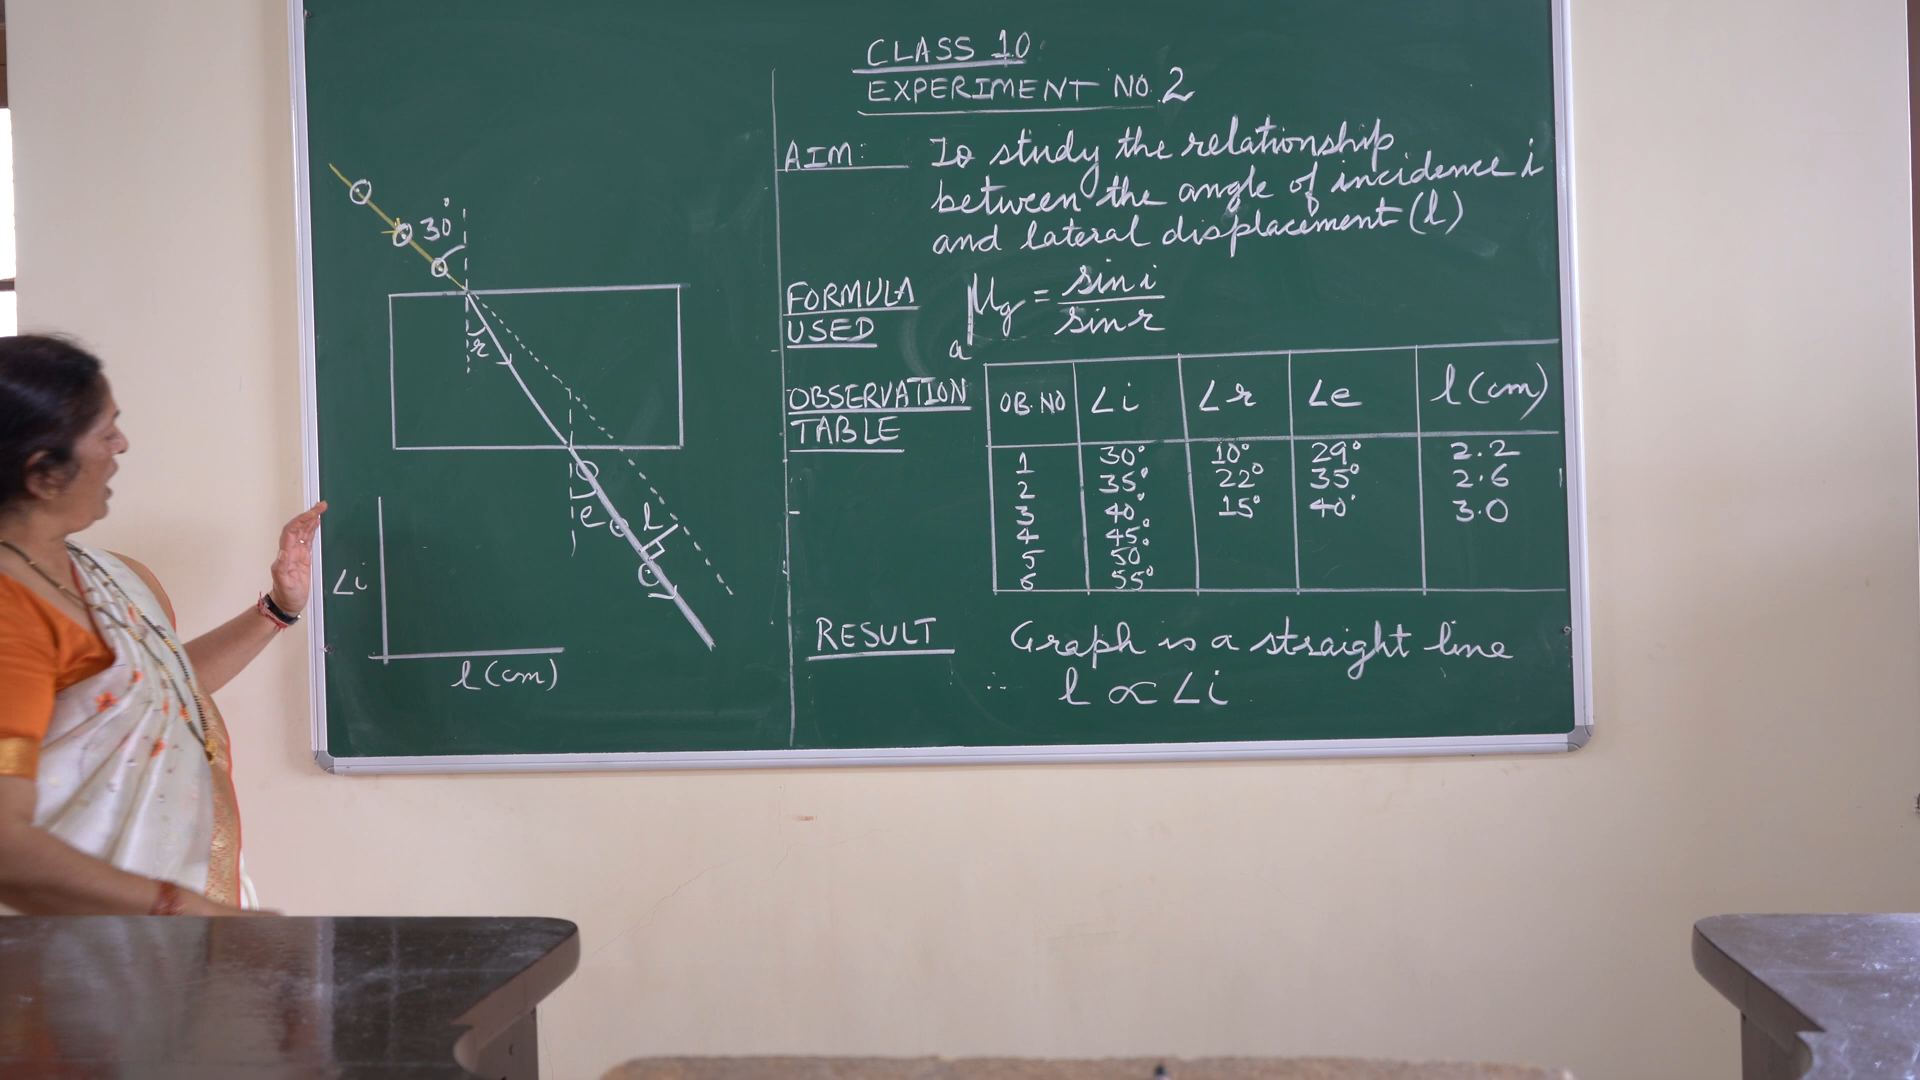 CLASS 10
EXPERIMENT NO. 2
AIM: To study the relationship
between the angle of incidence i
and lateral displacement (l)
FORMULA USED aμg = sin i / sin r
OBSERVATION TABLE
OB. NO ∠i ∠r ∠e l (cm)
1 30° 10° 29° 2.2
2 35° 22° 35° 2.6
3 40° 15° 40° 3.0
4 45°
5 50°
6 55°
RESULT Graph is a straight line
∴ l ∝ ∠i
30°
r
e
l
∠i
l (cm)